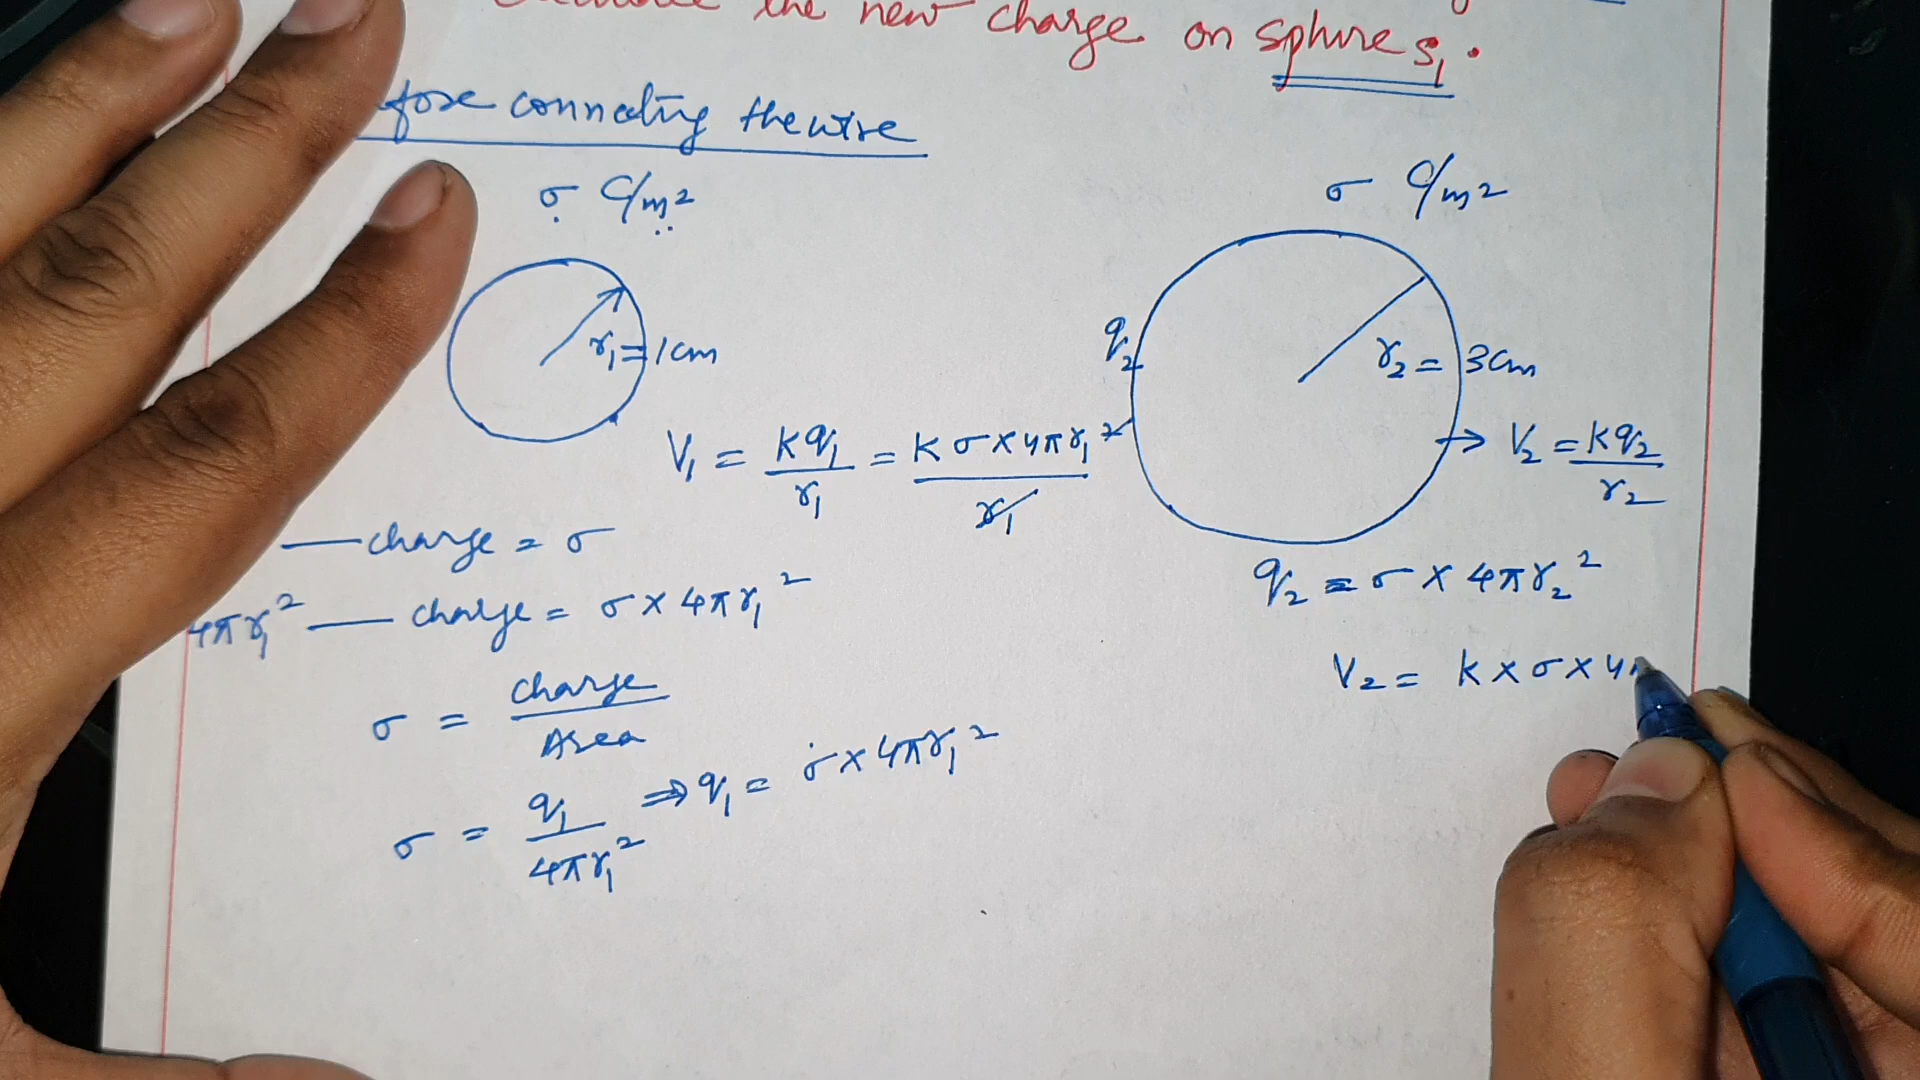 the new charge on sphere S₁.
fore connecting the wire
σ C/m²
σ C/m²
r₁ = 1cm
q₂
r₂ = 3cm
V₁ = kq₁/r₁ = kσ×4πr₁²/r₁
→ V₂ = kq₂/r₂
— charge = σ
4πr₁² — charge = σ × 4πr₁²
q₂ = σ × 4πr₂²
σ = charge/Area
V₂ = k × σ × 4π
σ = q₁/4πr₁² ⇒ q₁ = σ × 4πr₁²